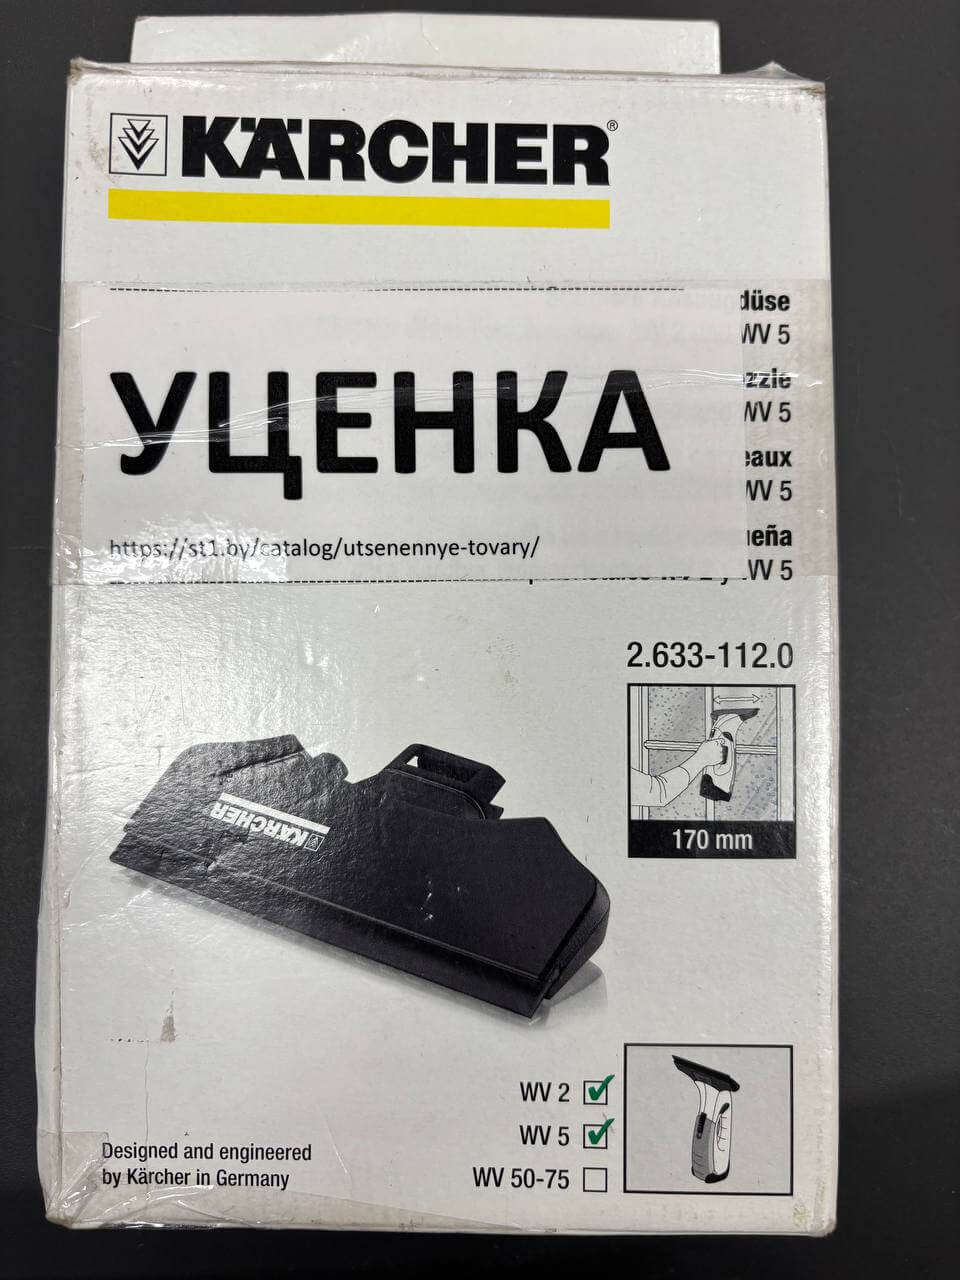 KÄRCHER®
düse
WV 5
zzle
WV 5
eaux
WV 5
ueña
WV 5
УЦЕНКА
https://st1.by/catalog/utsenennye-tovary/
2.633-112.0
170 mm
KÄRCHER
WV 2
WV 5
WV 50-75
Designed and engineered
by Kärcher in Germany